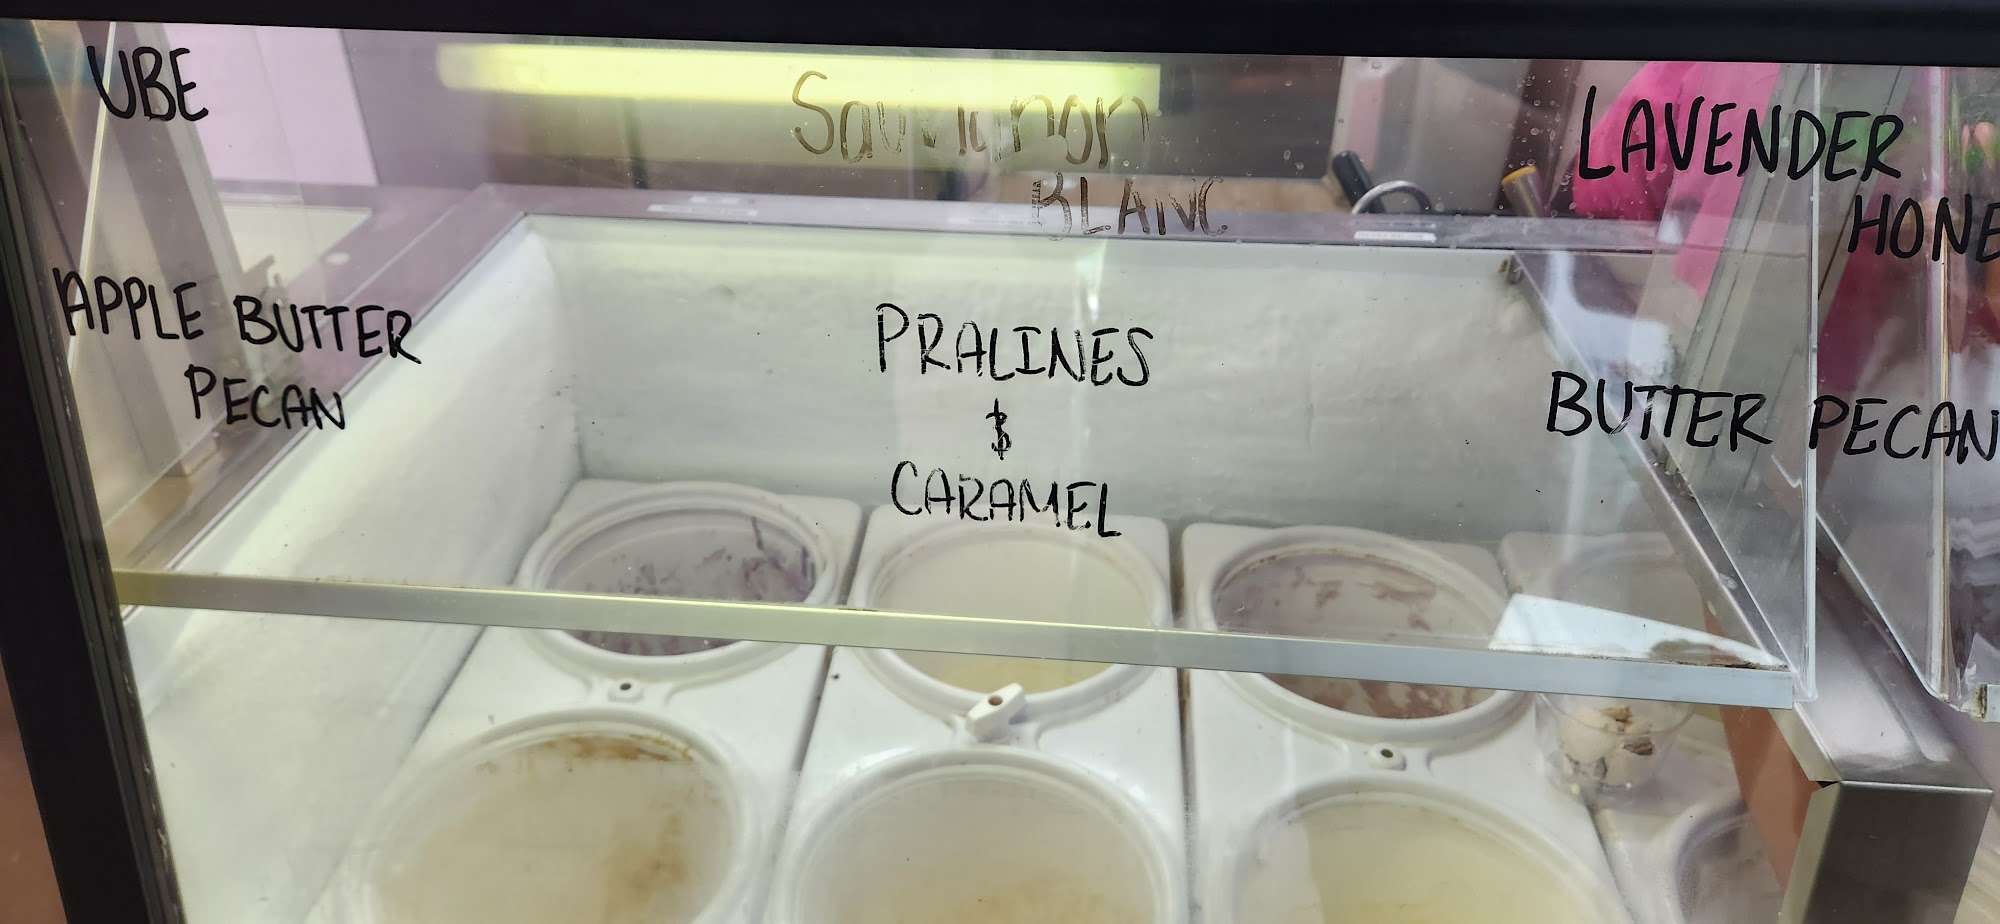 UBE
Sauvignon
BLANC
LAVENDER
HONE
APPLE BUTTER
PECAN
PRALINES
&
CARAMEL
BUTTER PECAN